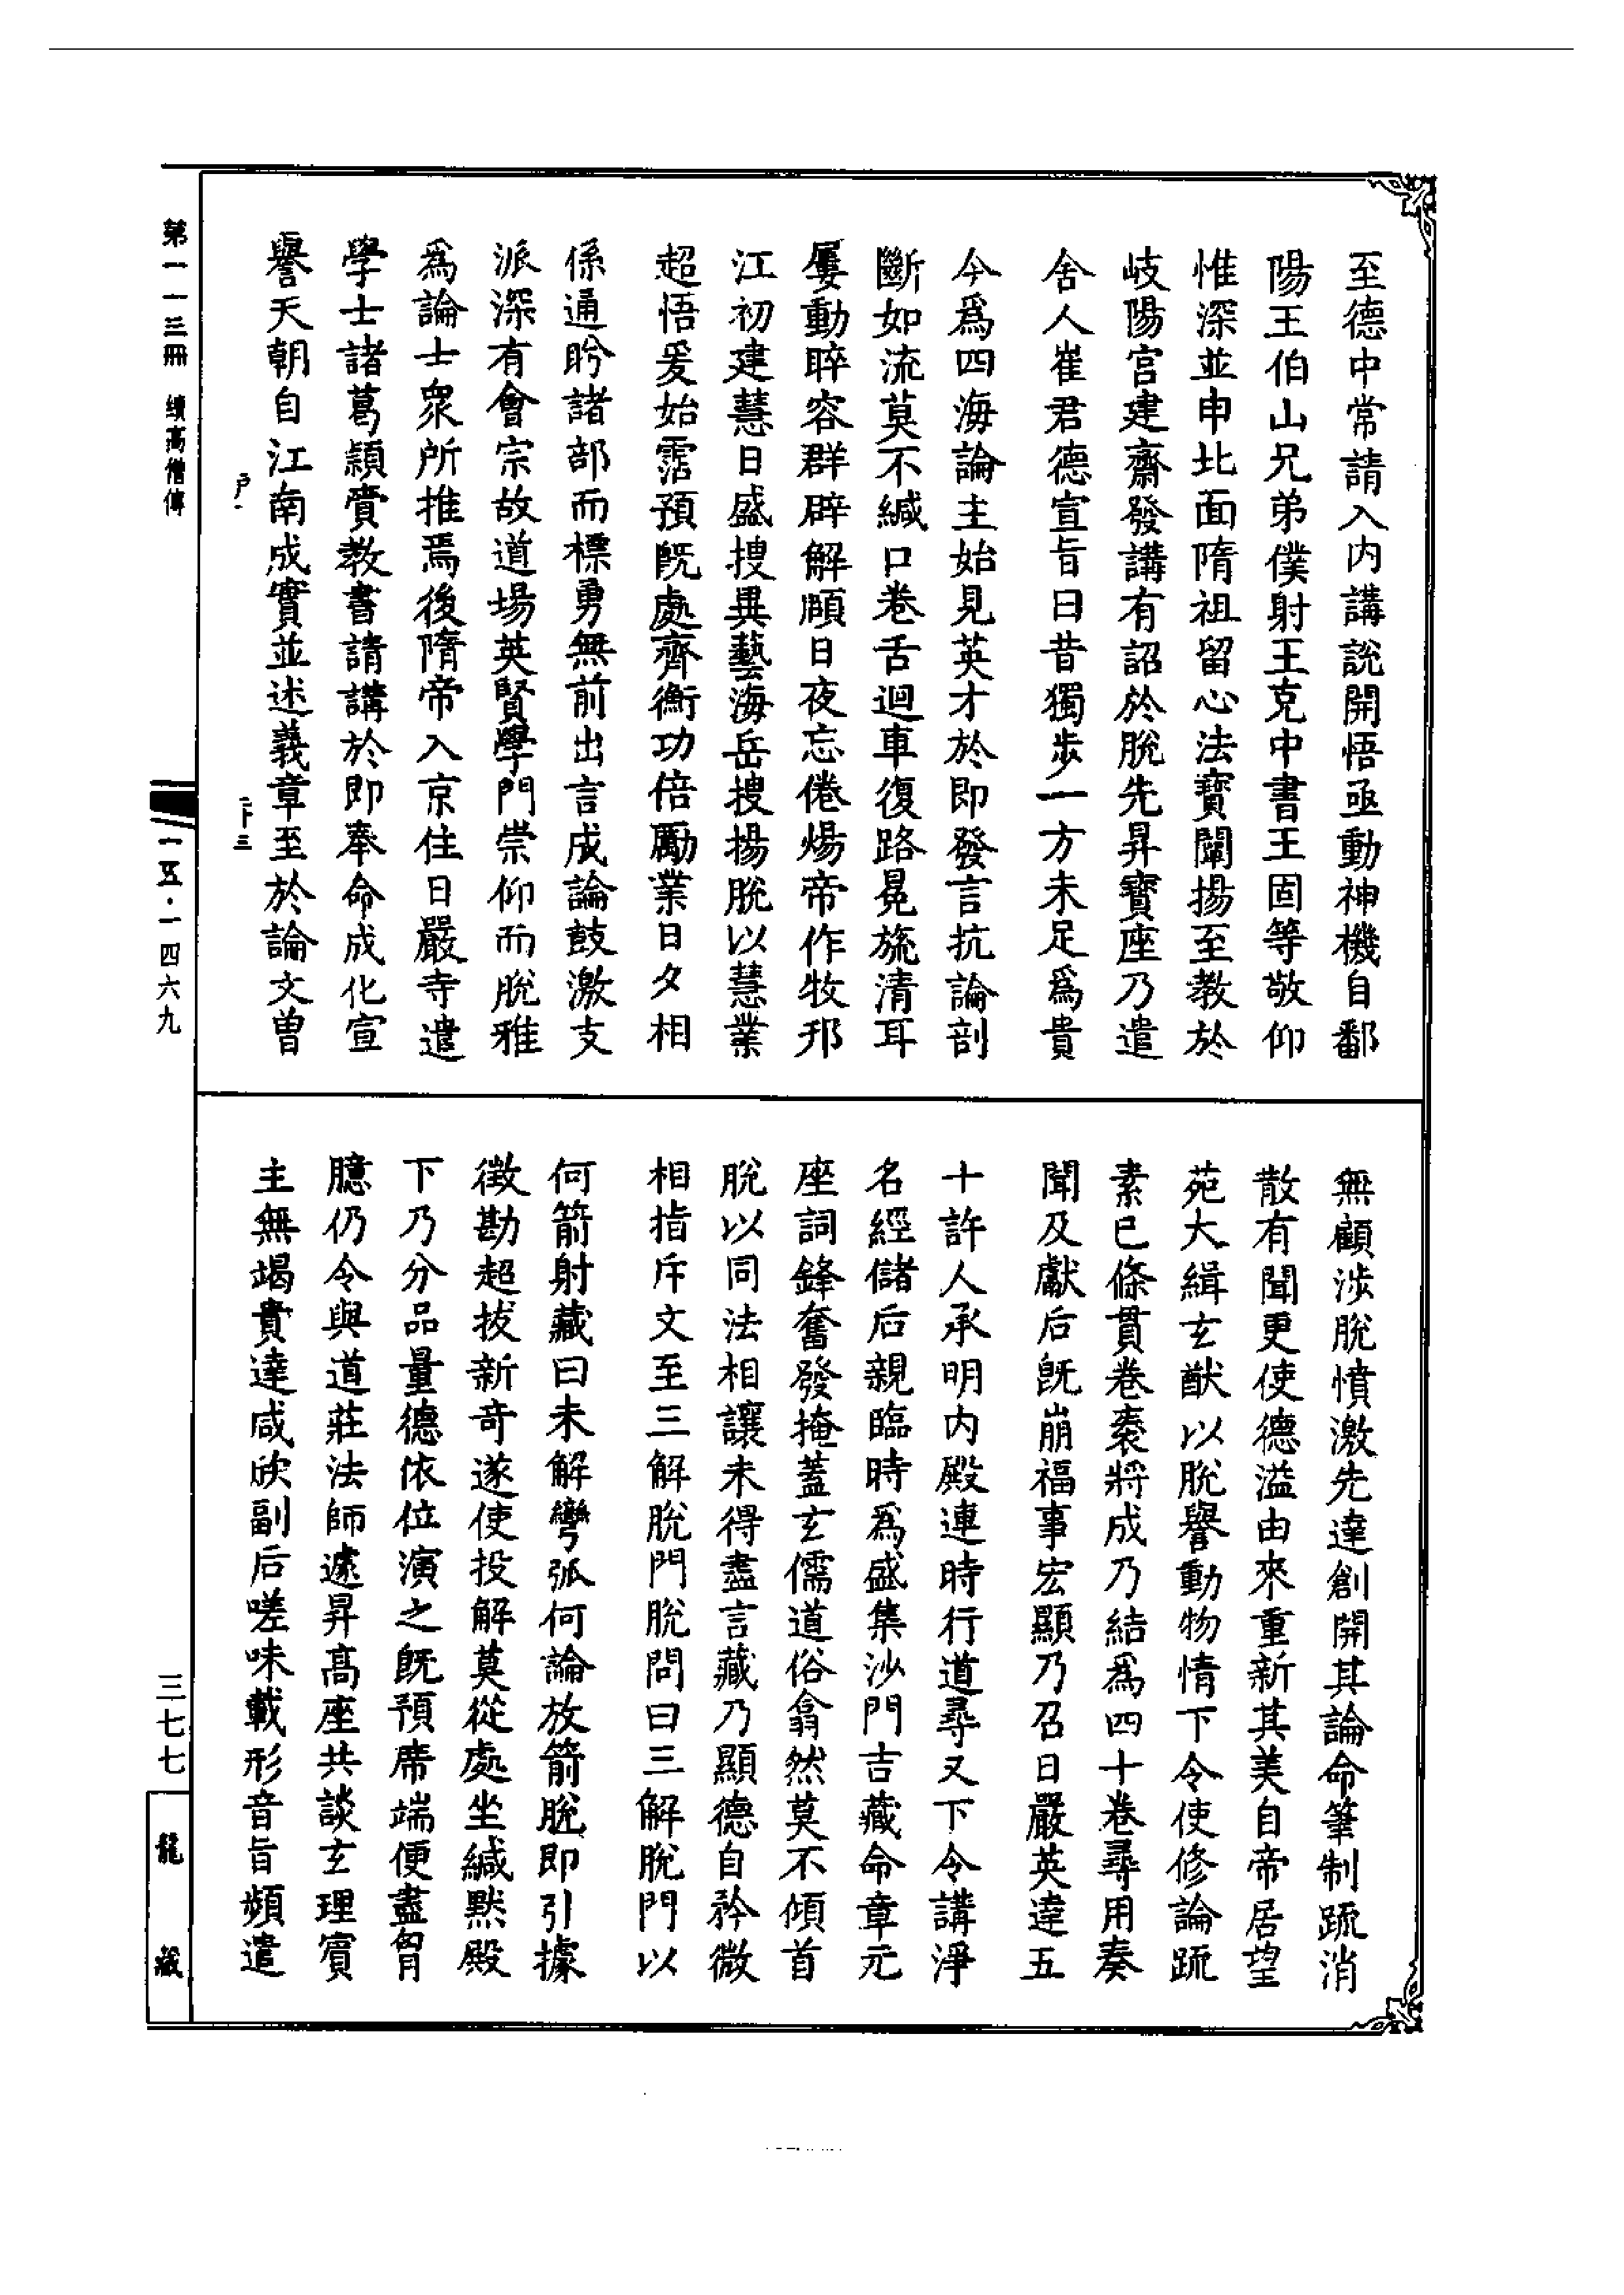 至德中常請入内講說開悟亟動神機自鄱
陽王伯山兄弟僕射王克中書王固等敬仰
惟深並申北面隋祖留心法寶闡揚至教於
岐陽宮建齋發講有詔於脫先昇寶座乃遣
舍人崔君德宣旨曰昔獨步一方未足爲貴
今爲四海論主始見英才於即發言抗論剖
斷如流莫不緘口卷舌迴車復路晃旒清耳
屢動睟容群辟解頤日夜忘倦煬帝作牧邗
江初建慧日盛搜異藝海岳搜揚脫以慧業
超悟爰始霑預旣處齊衡功倍勵業日夕相
係通眄諸部而標勇無前出言成論鼓激支
派深有會宗故道場英賢學門崇仰而脫雅
爲論士衆所推焉後隋帝入京住日嚴寺遣
學士諸葛穎賫教書請講於即奉命成化宣
譽天朝自江南成實並述義章至於論文曾
無顧涉脫憤激先達創開其論命筆制䟽消
散有聞更使德溢由來重新其美自帝居望
苑大緝玄猷以脫譽動物情下令使修論䟽
素已條貫卷袠將成乃結爲四十卷尋用奏
聞及獻后旣崩福事宏顯乃召日嚴英達五
十許人承明内殿連時行道尋又下令講淨
名經儲后親臨時爲盛集沙門吉藏命章元
座詞鋒奮發掩蓋玄儒道俗翕然莫不傾首
脫以同法相讓未得盡言藏乃顯德自矜微
相指斥文至三解脫門脫問曰三解脫門以
何箭射藏曰未解彎弧何論放箭脫即引據
徵勘超拔新奇遂使投解莫從處坐緘默殿
下乃分品量德依位演之旣預席端便盡胷
臆仍令與道莊法師遞昇高座共談玄理賓
主無竭貴達咸欣副后嗟味載形音旨頻遣
户一
卞三
第一一三冊 續高僧傳
一五·一四六九
三七七
龍藏